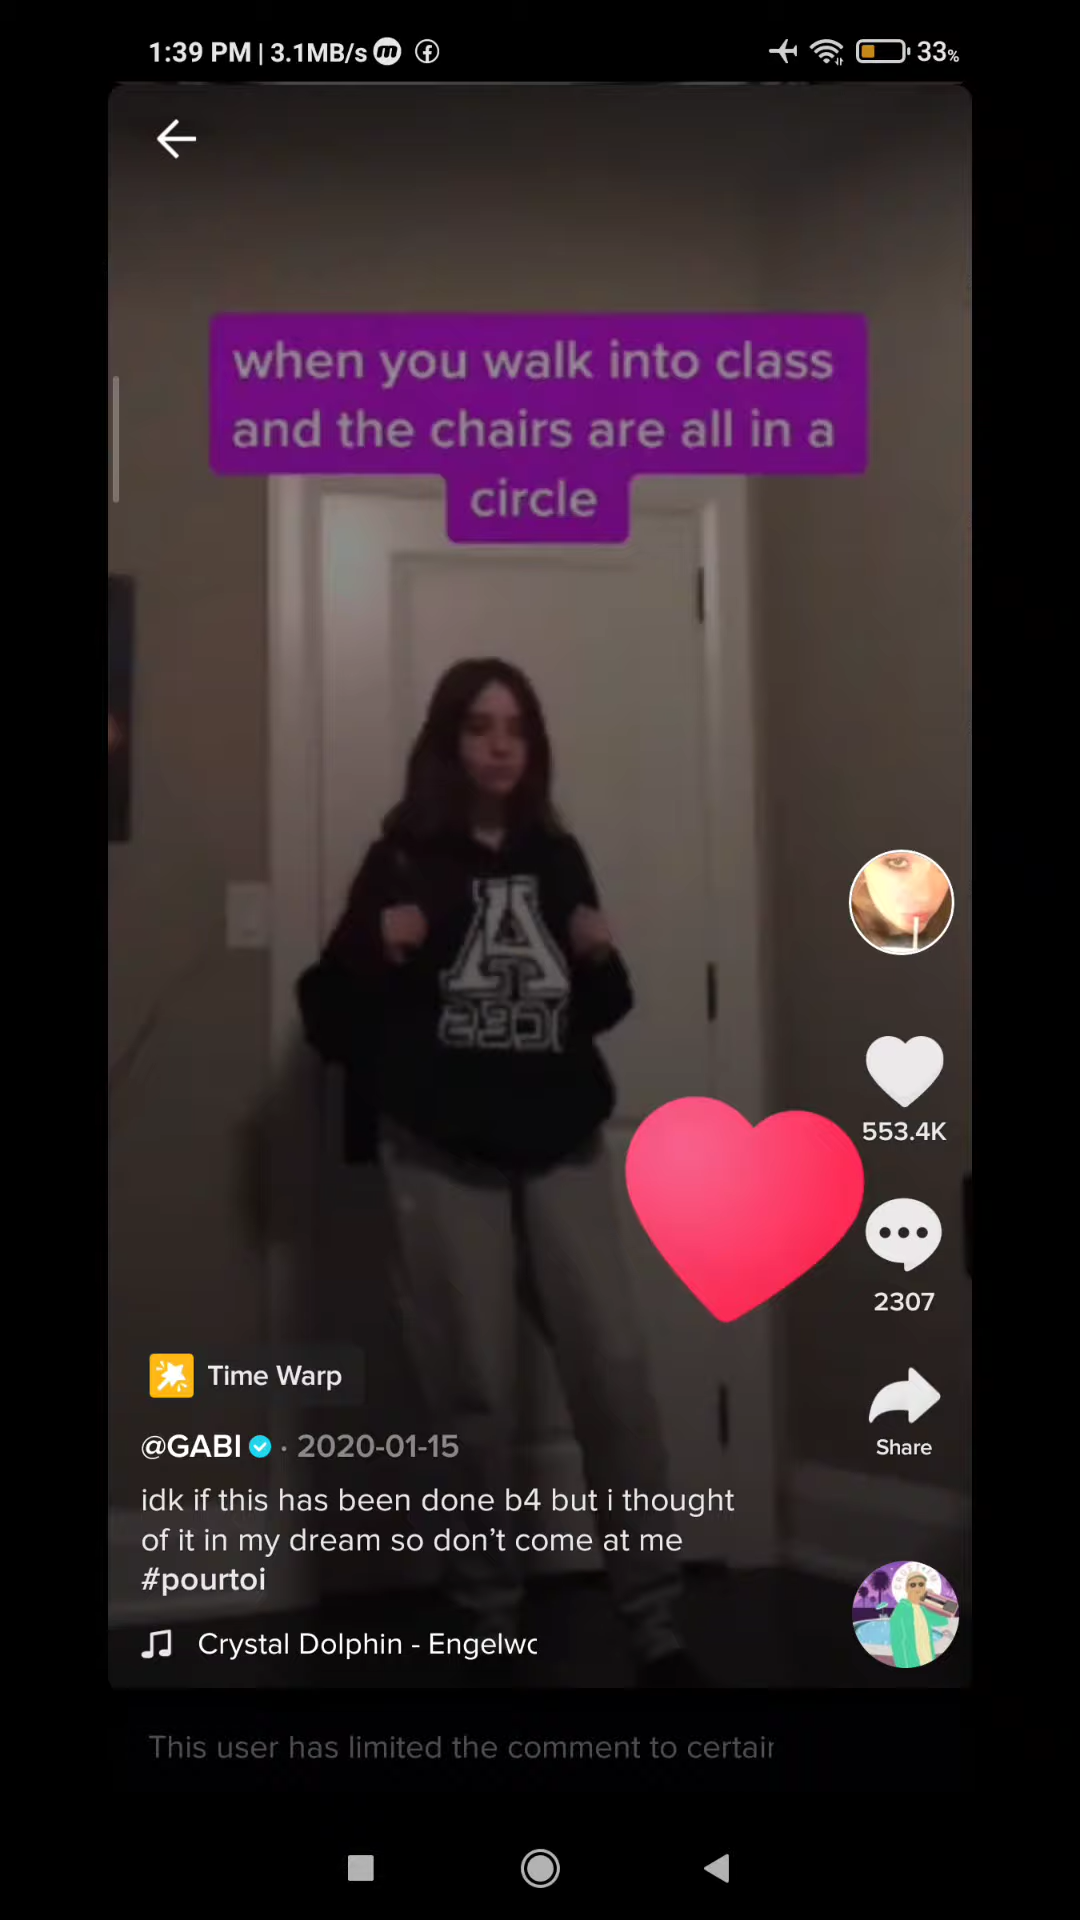 1:39 PM | 3.1MB/s
33%
when you walk into class
and the chairs are all in a
circle
A
553.4K
2307
Time Warp
@GABI · 2020-01-15
Share
idk if this has been done b4 but i thought
of it in my dream so don’t come at me
#pourtoi
Crystal Dolphin - Engelwc
This user has limited the comment to certair